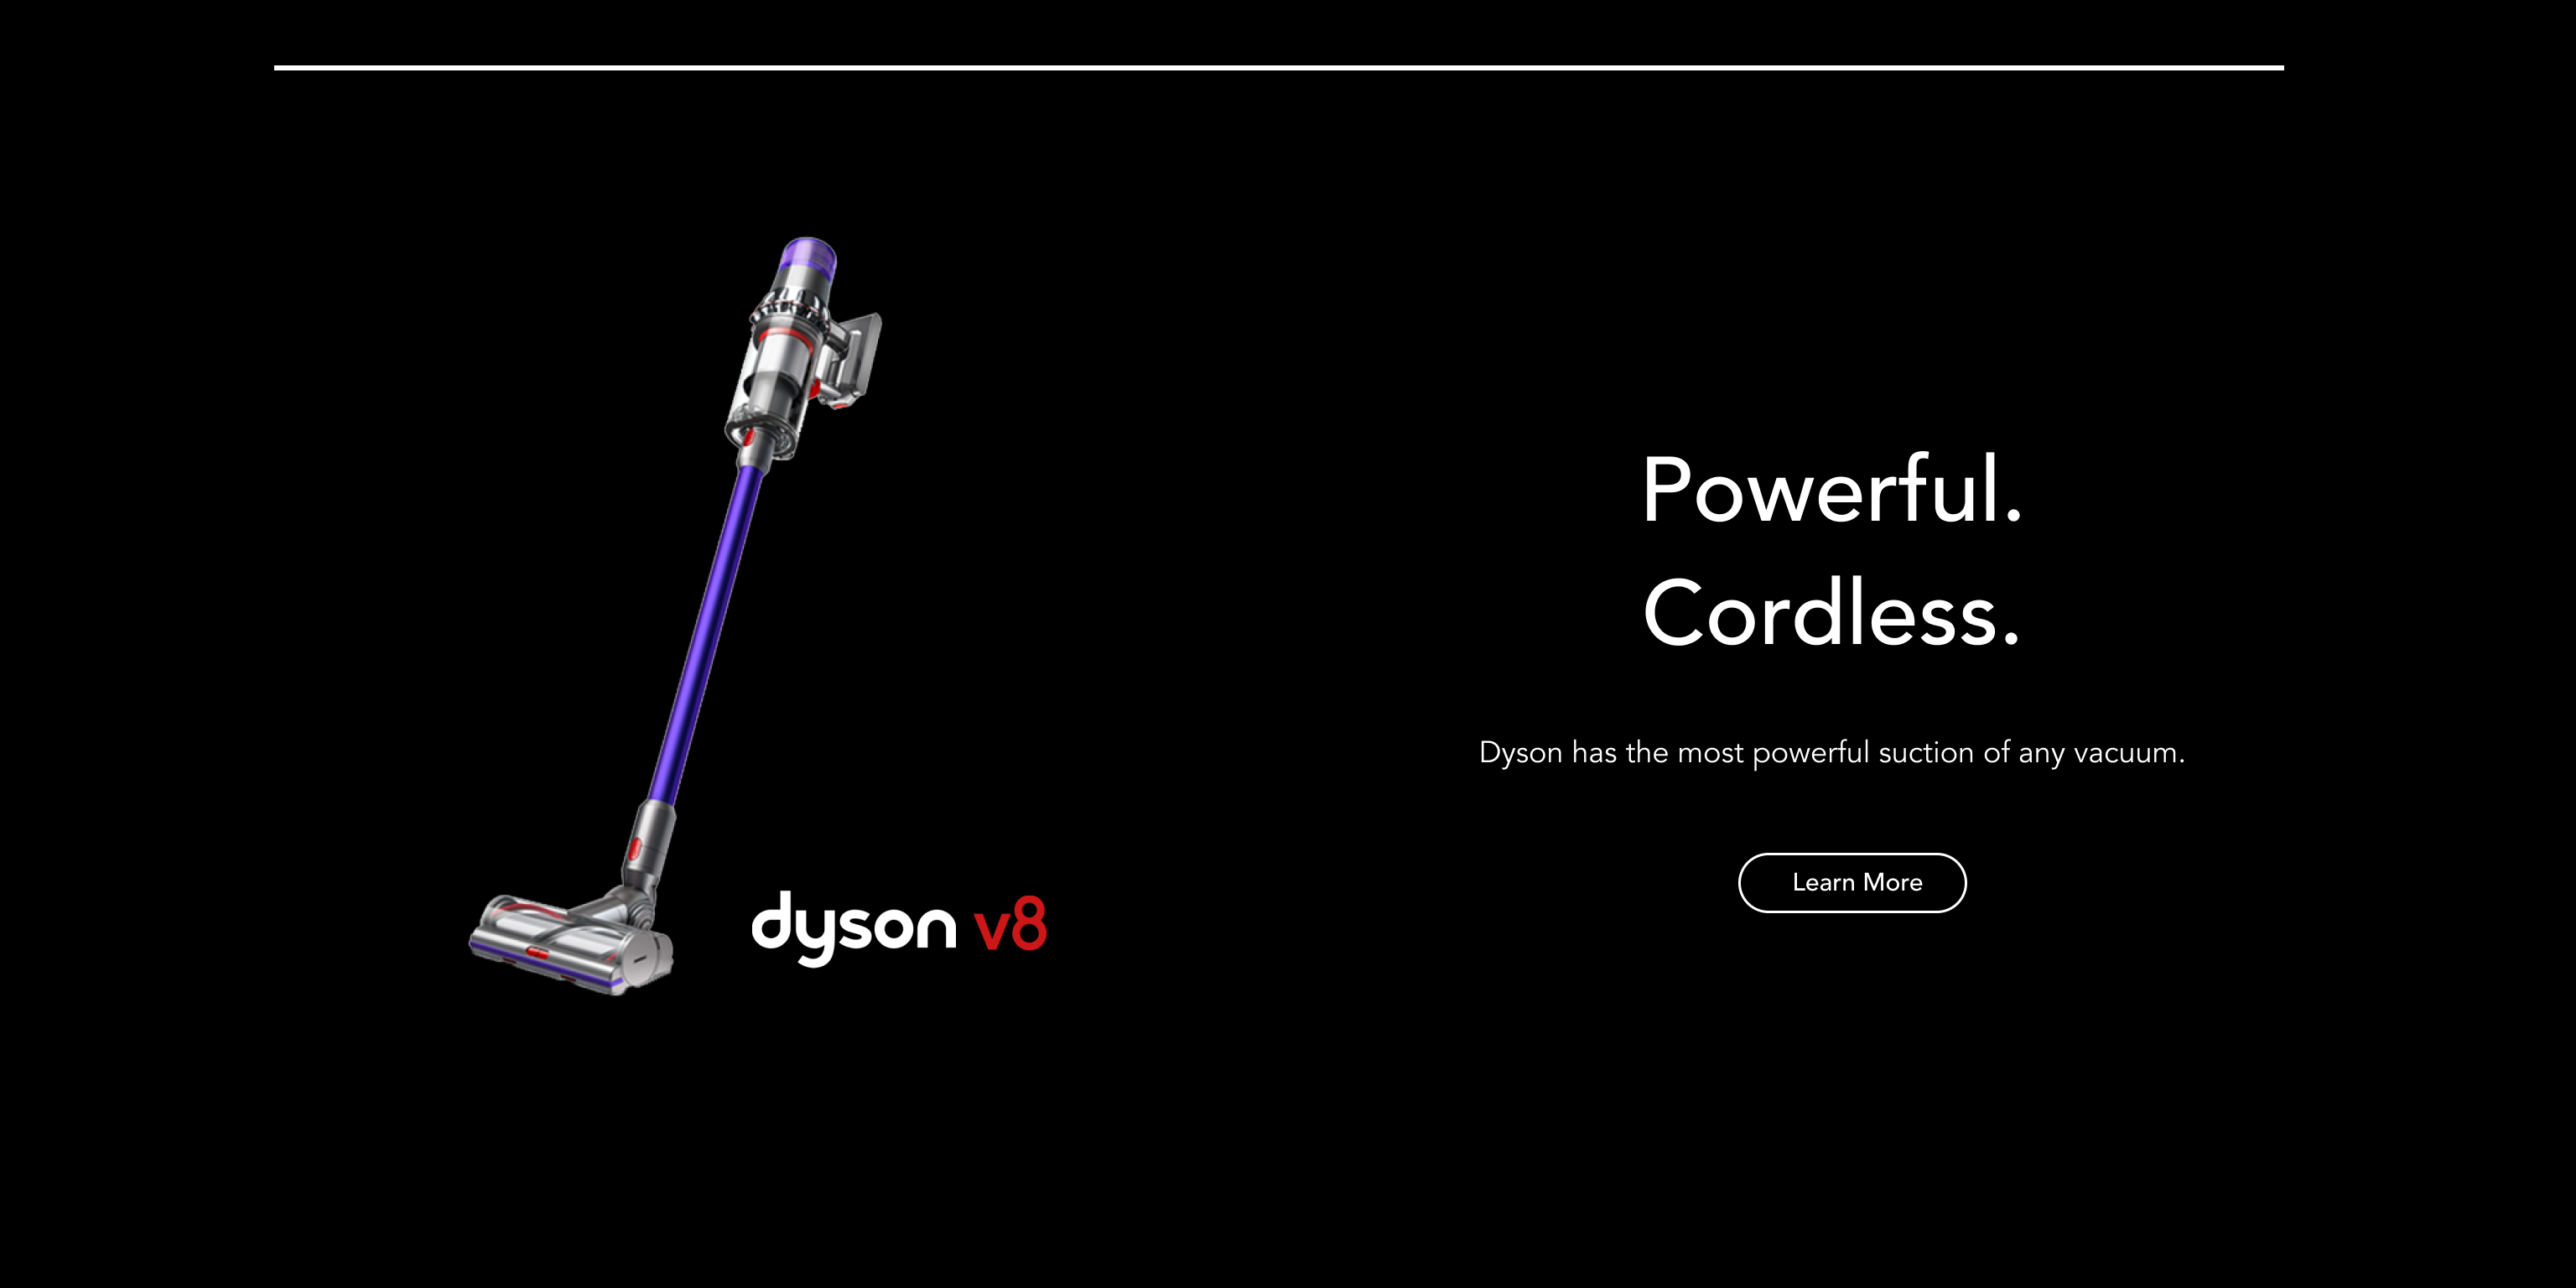 Powerful.
Cordless.
Dyson has the most powerful suction of any vacuum.
Learn More
dyson v8